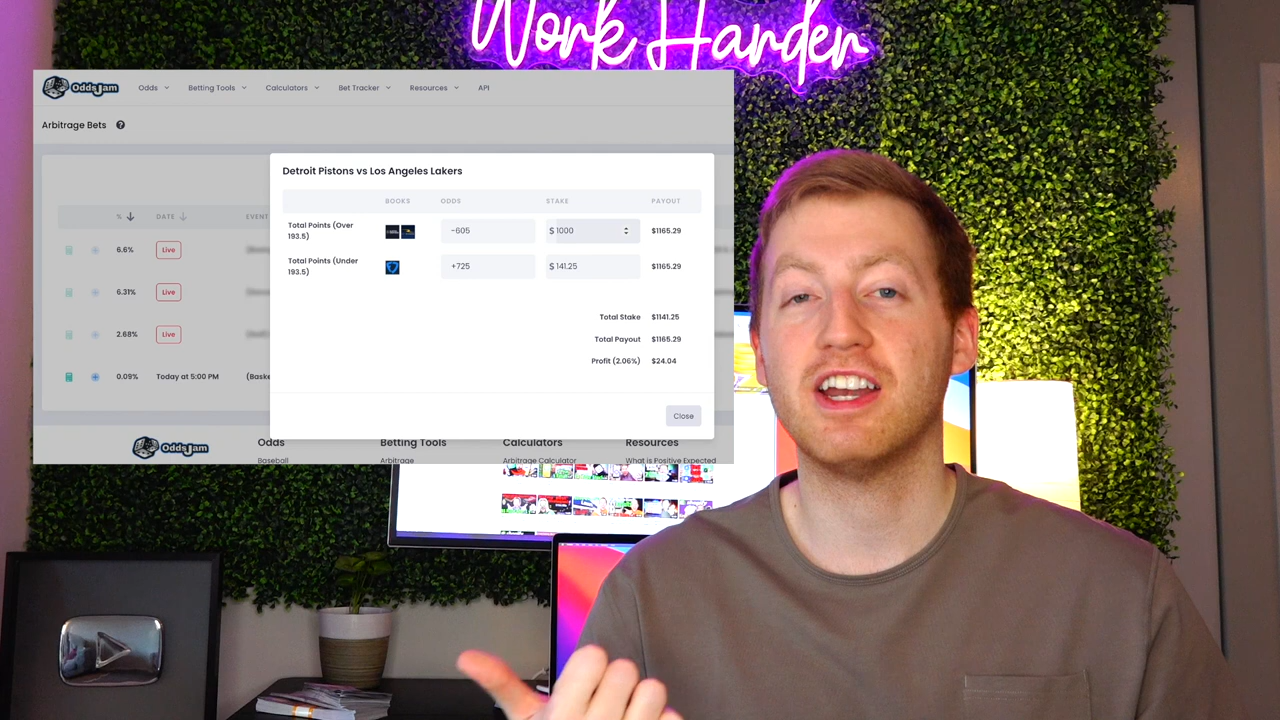 Work Harder
OddsJam
Odds Betting Tools Calculators Bet Tracker Resources API
Arbitrage Bets ?
Detroit Pistons vs Los Angeles Lakers
BOOKS ODDS STAKE PAYOUT
Total Points (Over
193.5)
-605 $ 1000 $1165.29
Total Points (Under
193.5)
+725 $ 141.25 $1165.29
Total Stake $1141.25
Total Payout $1165.29
Profit (2.06%) $24.04
Close
% DATE EVENT
6.6% Live
6.31% Live
2.68% Live
0.09% Today at 5:00 PM (Baske
OddsJam
Odds Betting Tools Calculators Resources
Baseball Arbitrage Arbitrage Calculator What is Positive Expected